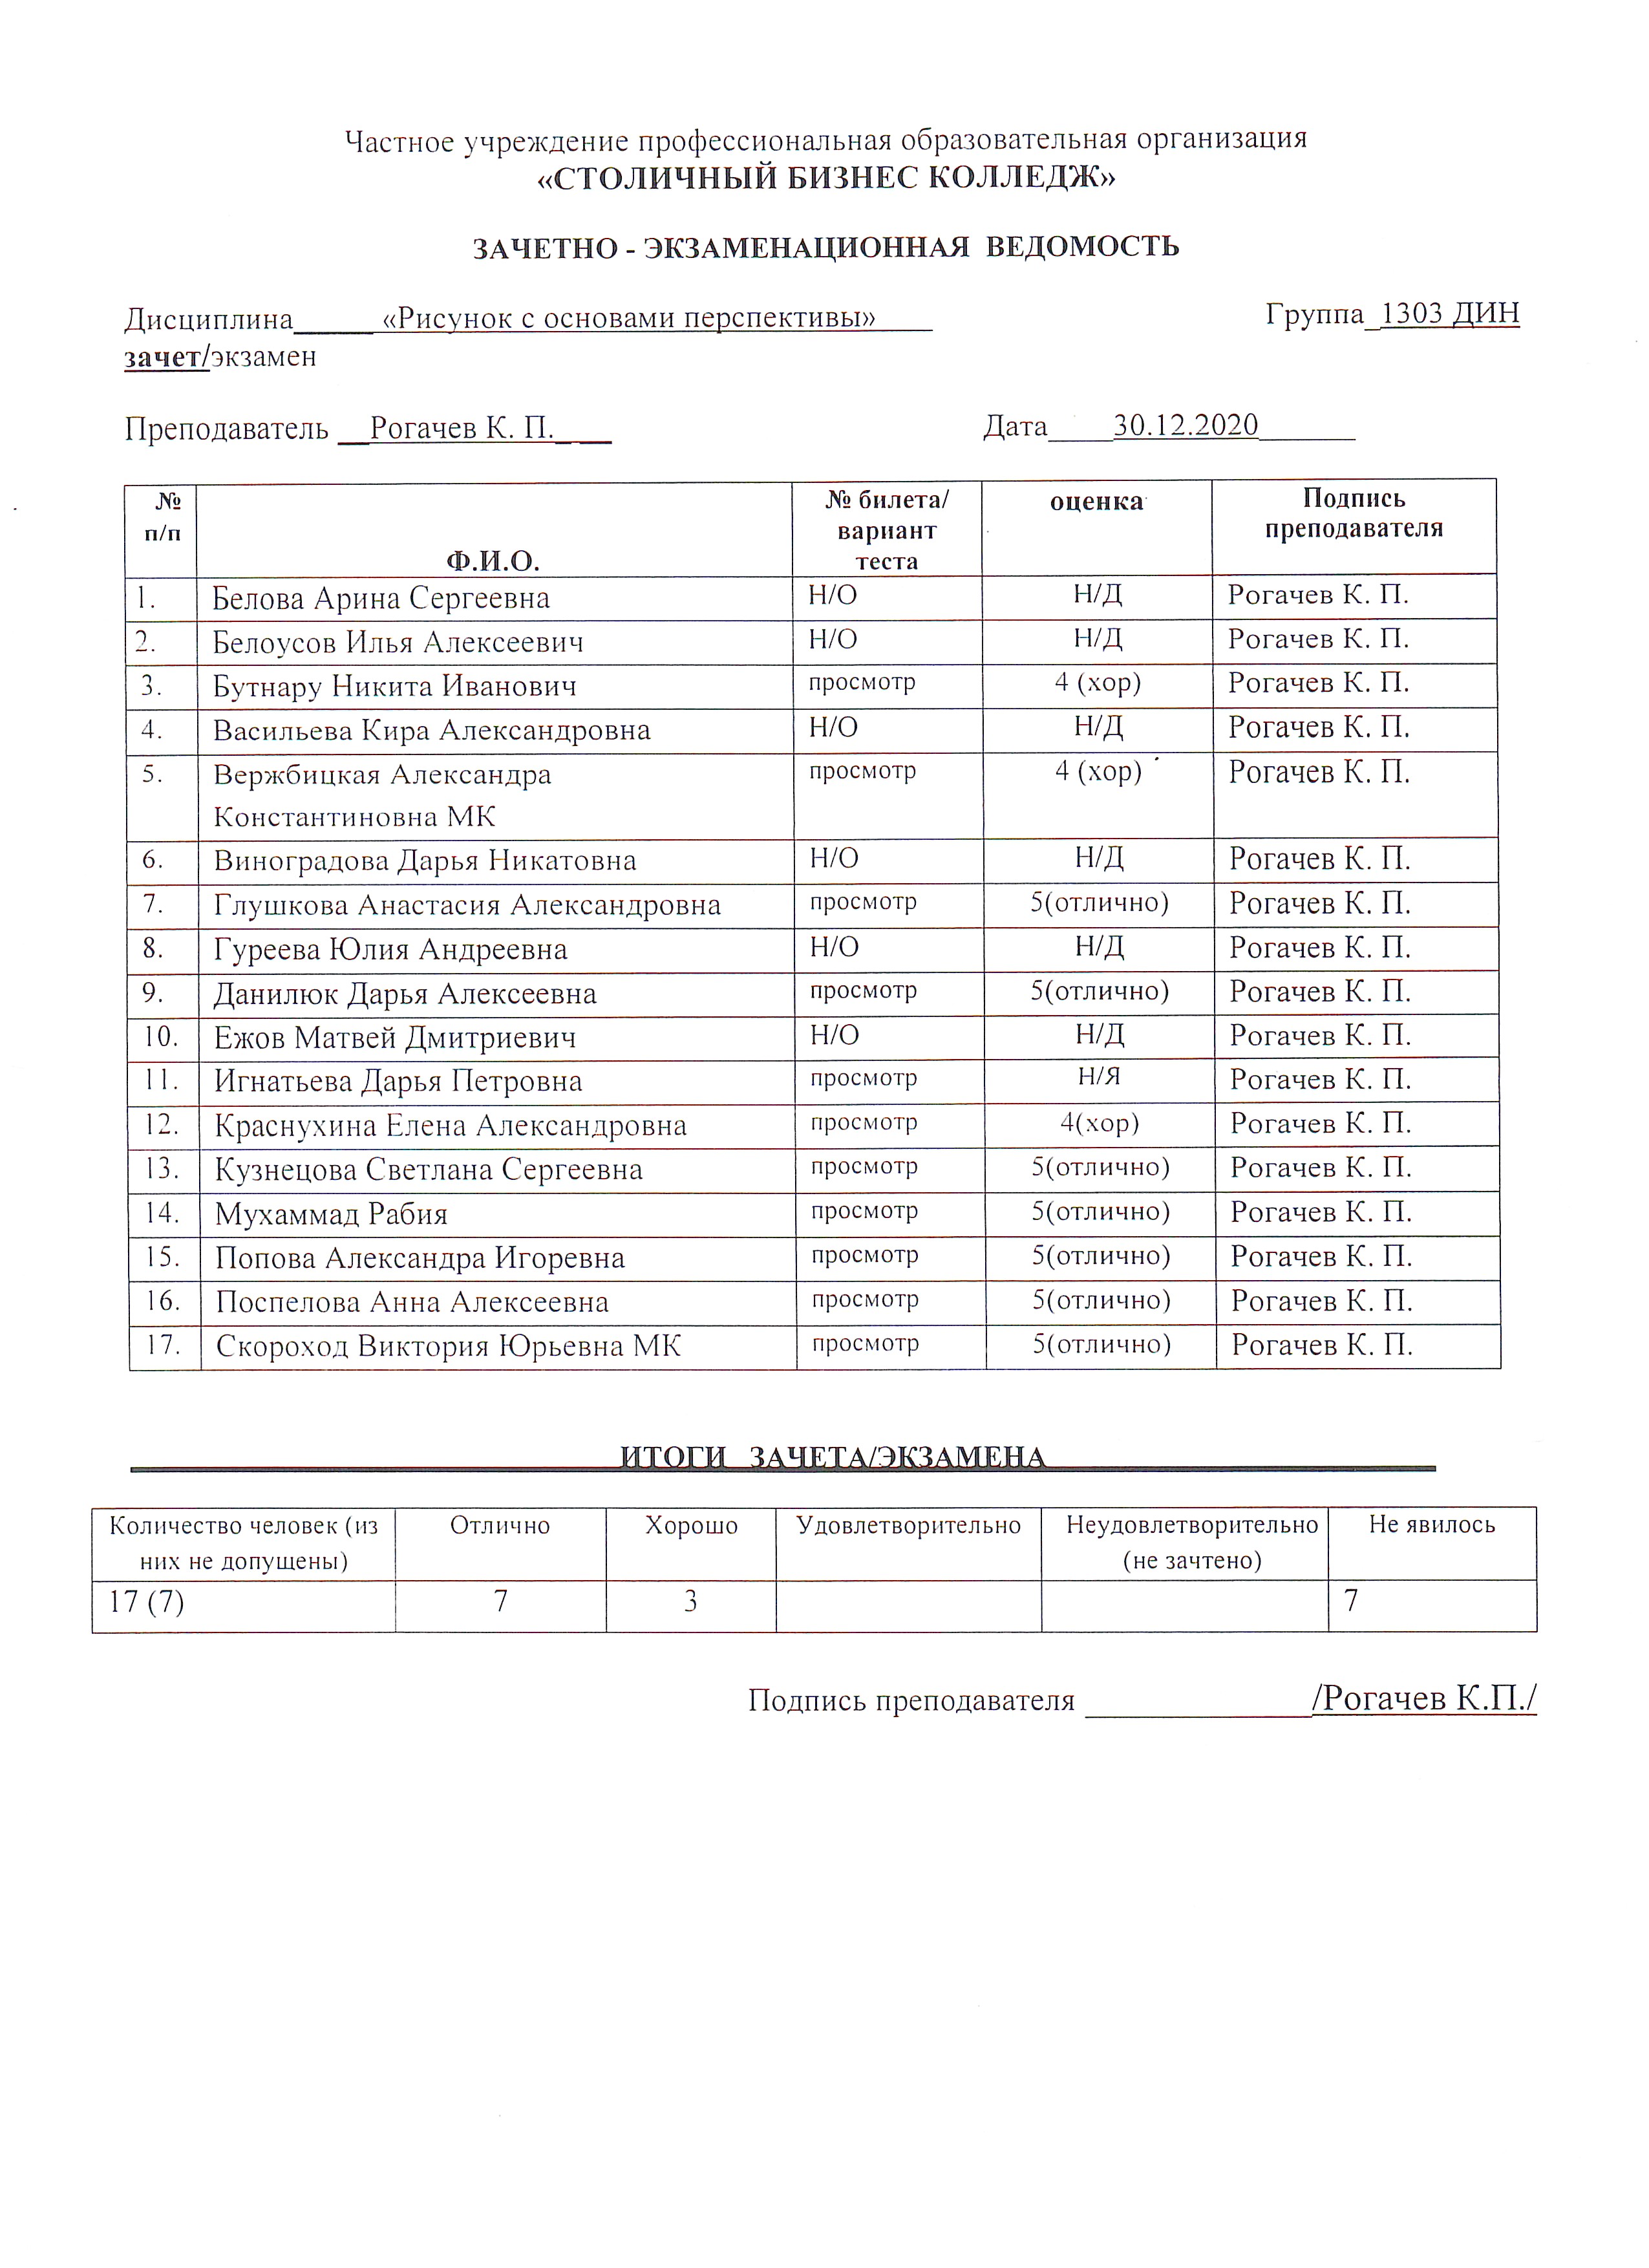 Частное учреждение профессиональная образовательная организация
«СТОЛИЧНЫЙ БИЗНЕС КОЛЛЕДЖ»
ЗАЧЕТНО - ЭКЗАМЕНАЦИОННАЯ ВЕДОМОСТЬ
Дисциплина______ «Рисунок с основами перспективы»____ Группа_1303 ДИН
зачет/экзамен
Преподаватель __Рогачев К. П.____ Дата____30.12.2020______
№ п/п Ф.И.О. № билета/ вариант теста оценка Подпись преподавателя
1. Белова Арина Сергеевна Н/О Н/Д Рогачев К. П.
2. Белоусов Илья Алексеевич Н/О Н/Д Рогачев К. П.
3. Бутнару Никита Иванович просмотр 4 (хор) Рогачев К. П.
4. Васильева Кира Александровна Н/О Н/Д Рогачев К. П.
5. Вержбицкая Александра просмотр 4 (хор) Рогачев К. П.
Константиновна МК
6. Виноградова Дарья Никатовна Н/О Н/Д Рогачев К. П.
7. Глушкова Анастасия Александровна просмотр 5(отлично) Рогачев К. П.
8. Гуреева Юлия Андреевна Н/О Н/Д Рогачев К. П.
9. Данилюк Дарья Алексеевна просмотр 5(отлично) Рогачев К. П.
10. Ежов Матвей Дмитриевич Н/О Н/Д Рогачев К. П.
11. Игнатьева Дарья Петровна просмотр Н/Я Рогачев К. П.
12. Краснухина Елена Александровна просмотр 4(хор) Рогачев К. П.
13. Кузнецова Светлана Сергеевна просмотр 5(отлично) Рогачев К. П.
14. Мухаммад Рабия просмотр 5(отлично) Рогачев К. П.
15. Попова Александра Игоревна просмотр 5(отлично) Рогачев К. П.
16. Поспелова Анна Алексеевна просмотр 5(отлично) Рогачев К. П.
17. Скороход Виктория Юрьевна МК просмотр 5(отлично) Рогачев К. П.
ИТОГИ ЗАЧЕТА/ЭКЗАМЕНА
Количество человек (из них не допущены) Отлично Хорошо Удовлетворительно Неудовлетворительно (не зачтено) Не явилось
17 (7) 7 3 7
Подпись преподавателя ______________/Рогачев К.П./